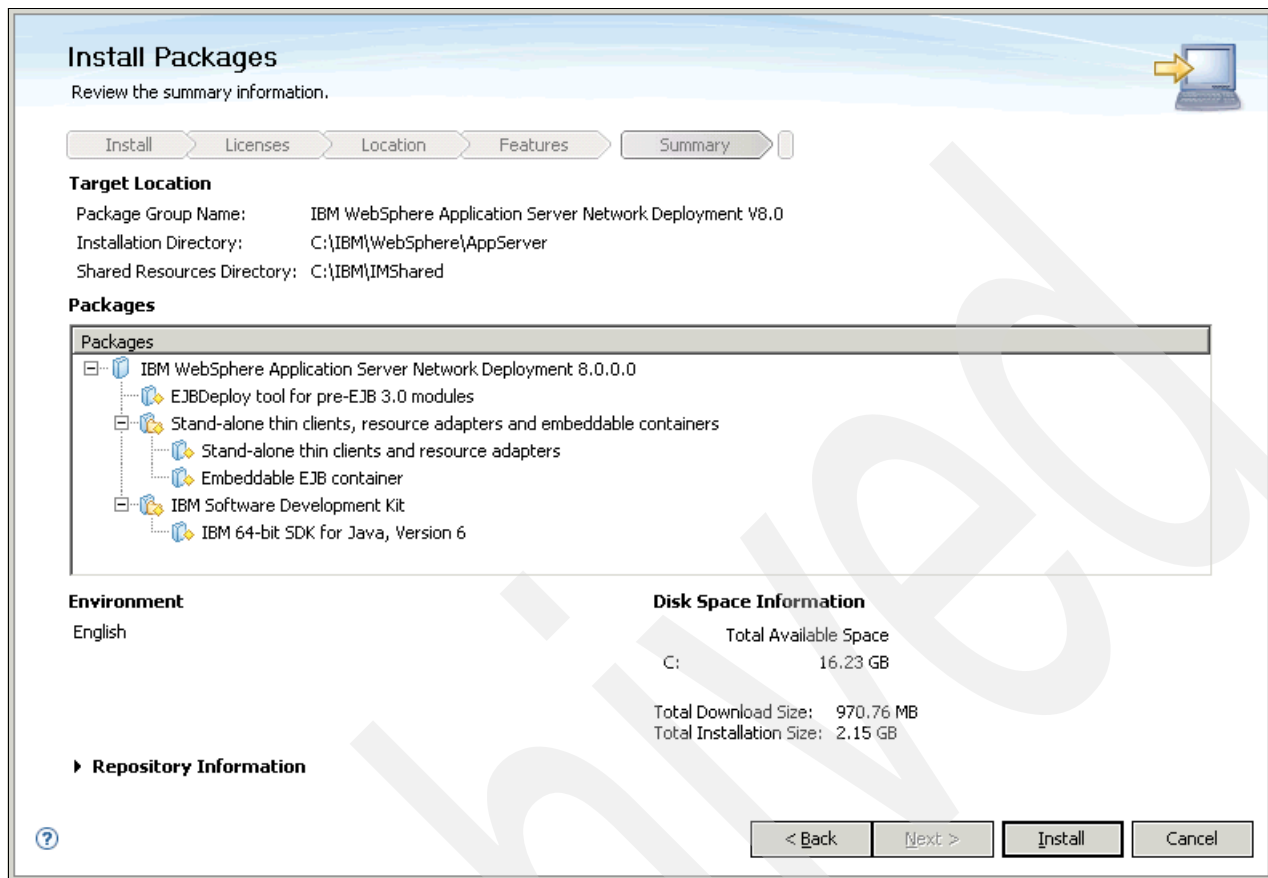 Install Packages
Review the summary information.
Install Licenses Location Features Summary
Target Location
Package Group Name: IBM WebSphere Application Server Network Deployment V8.0
Installation Directory: C:\IBM\WebSphere\AppServer
Shared Resources Directory: C:\IBM\IMShared
Packages
Packages
IBM WebSphere Application Server Network Deployment 8.0.0.0
EJBDeploy tool for pre-EJB 3.0 modules
Stand-alone thin clients, resource adapters and embeddable containers
Stand-alone thin clients and resource adapters
Embeddable EJB container
IBM Software Development Kit
IBM 64-bit SDK for Java, Version 6
Environment
English
Disk Space Information
Total Available Space
C: 16.23 GB
Total Download Size: 970.76 MB
Total Installation Size: 2.15 GB
Repository Information
? < Back Next > Install Cancel
hived